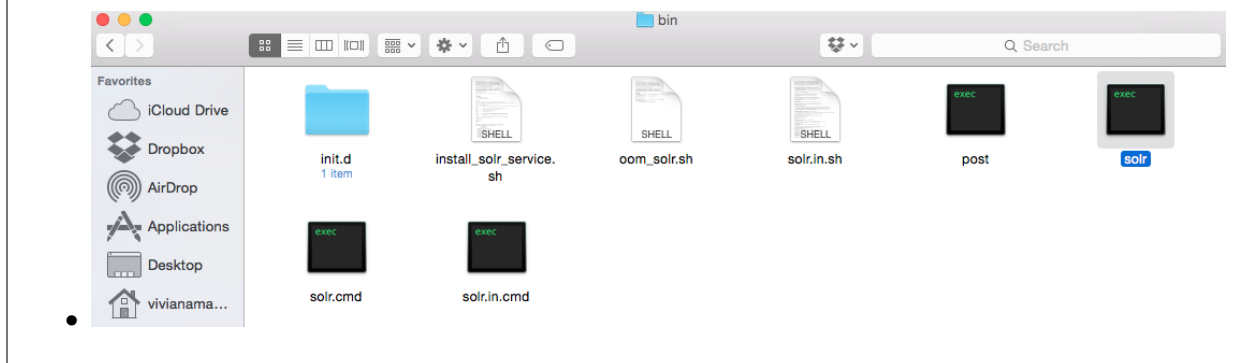 bin
Search
Favorites
iCloud Drive
Dropbox
AirDrop
Applications
Desktop
vivianama...
init.d
1 item
SHELL
install_solr_service.
sh
SHELL
oom_solr.sh
SHELL
solr.in.sh
exec
post
exec
solr
exec
solr.cmd
exec
solr.in.cmd